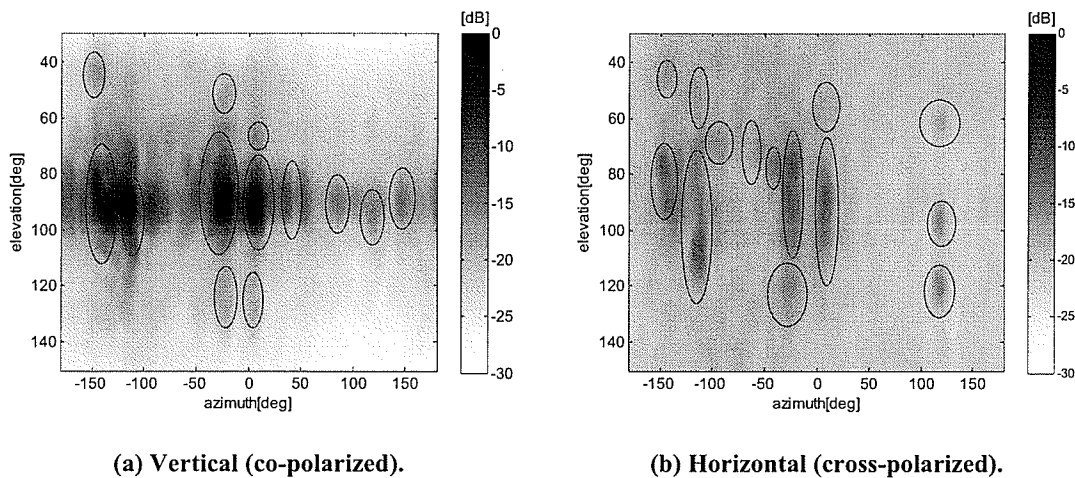 [dB]
0
-5
-10
-15
-20
-25
-30
40
60
80
100
120
140
elevation[deg]
-150 -100 -50 0 50 100 150
azimuth[deg]
(a) Vertical (co-polarized).
[dB]
0
-5
-10
-15
-20
-25
-30
40
60
80
100
120
140
elevation[deg]
-150 -100 -50 0 50 100 150
azimuth[deg]
(b) Horizontal (cross-polarized).